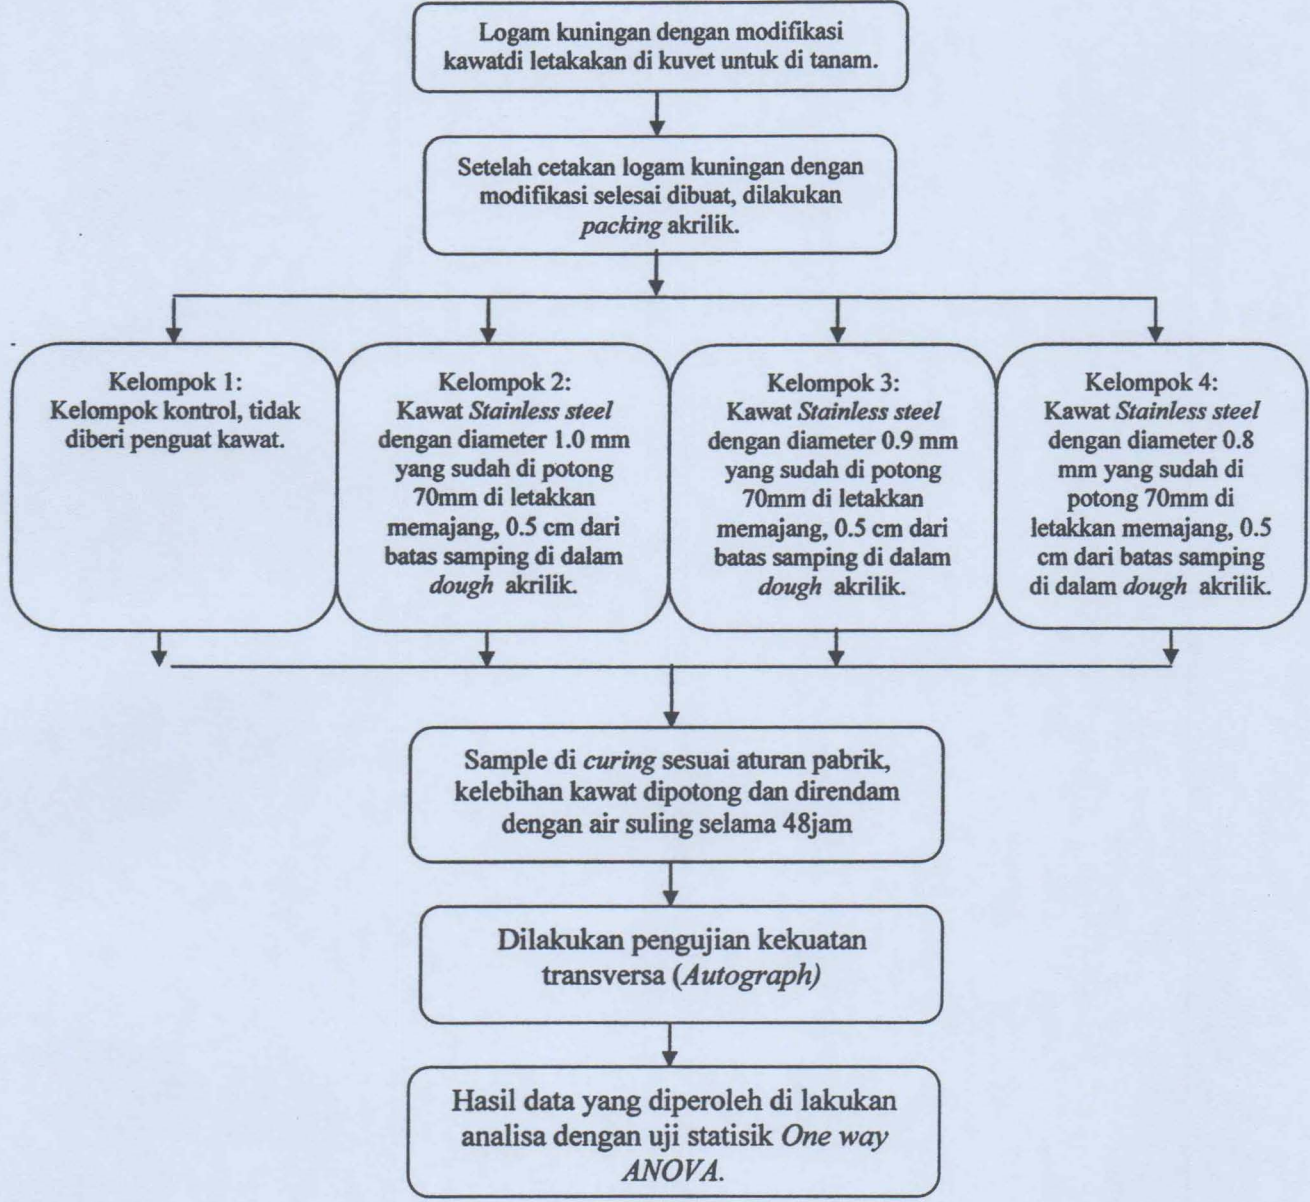 Logam kuningan dengan modifikasi
kawatdi letakakan di kuvet untuk di tanam.
Setelah cetakan logam kuningan dengan
modifikasi selesai dibuat, dilakukan
packing akrilik.
Kelompok 1:
Kelompok kontrol, tidak
diberi penguat kawat.
Kelompok 2:
Kawat Stainless steel
dengan diameter 1.0 mm
yang sudah di potong
70mm di letakkan
memajang, 0.5 cm dari
batas samping di dalam
dough akrilik.
Kelompok 3:
Kawat Stainless steel
dengan diameter 0.9 mm
yang sudah di potong
70mm di letakkan
memajang, 0.5 cm dari
batas samping di dalam
dough akrilik.
Kelompok 4:
Kawat Stainless steel
dengan diameter 0.8
mm yang sudah di
potong 70mm di
letakkan memajang, 0.5
cm dari batas samping
di dalam dough akrilik.
Sample di curing sesuai aturan pabrik,
kelebihan kawat dipotong dan direndam
dengan air suling selama 48jam
Dilakukan pengujian kekuatan
transversa (Autograph)
Hasil data yang diperoleh di lakukan
analisa dengan uji statisik One way
ANOVA.